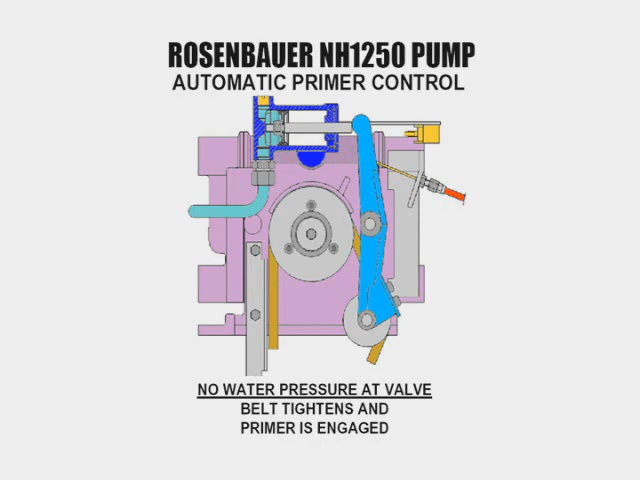 ROSENBAUER NH1250 PUMP
AUTOMATIC PRIMER CONTROL
NO WATER PRESSURE AT VALVE
BELT TIGHTENS AND
PRIMER IS ENGAGED